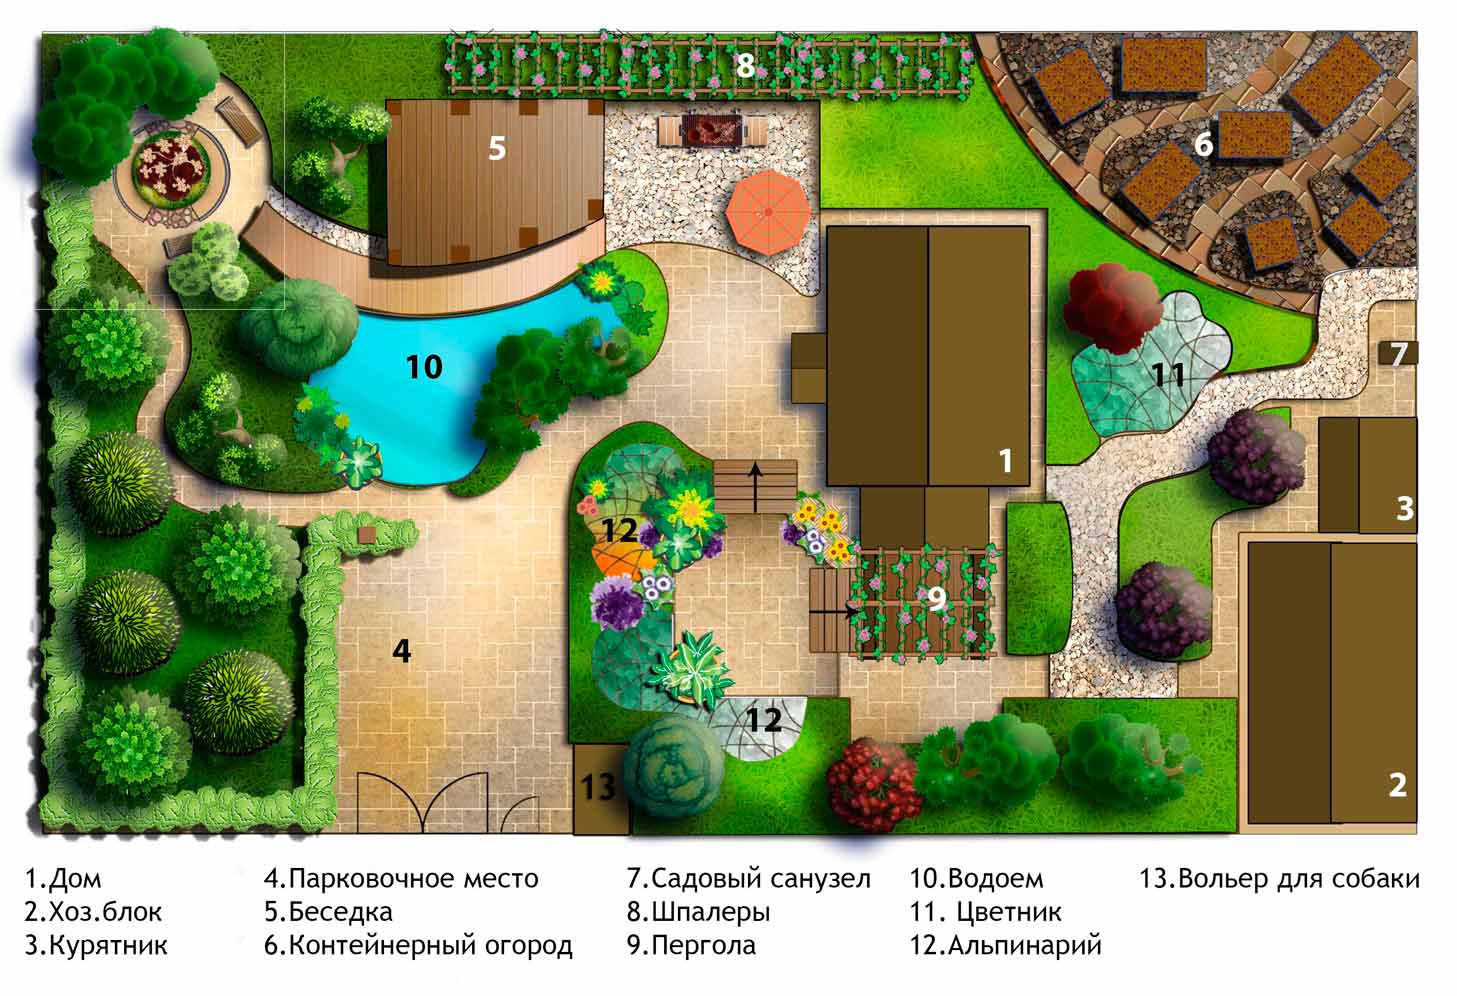 8
5
6
7
10
11
1
3
12
9
4
12
13
2
1.Дом
2.Хоз.блок
3.Курятник
4.Парковочное место
5.Беседка
6.Контейнерный огород
7.Садовый санузел
8.Шпалеры
9.Пергола
10.Водоем
11. Цветник
12.Альпинарий
13.Вольер для собаки